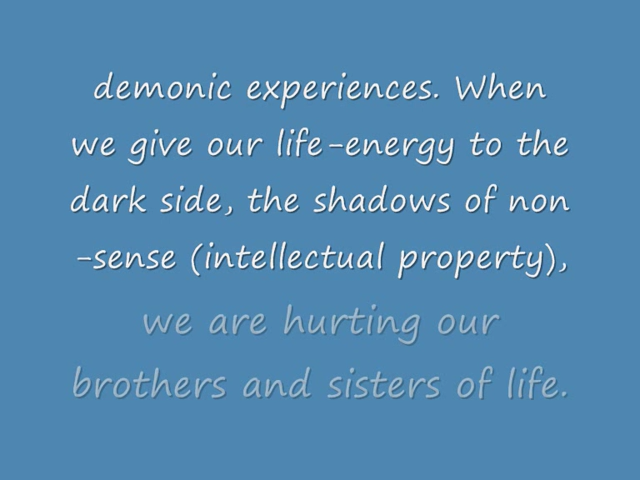 demonic experiences. When
we give our life-energy to the
dark side, the shadows of non
-sense (intellectual property),
we are hurting our
brothers and sisters of life.